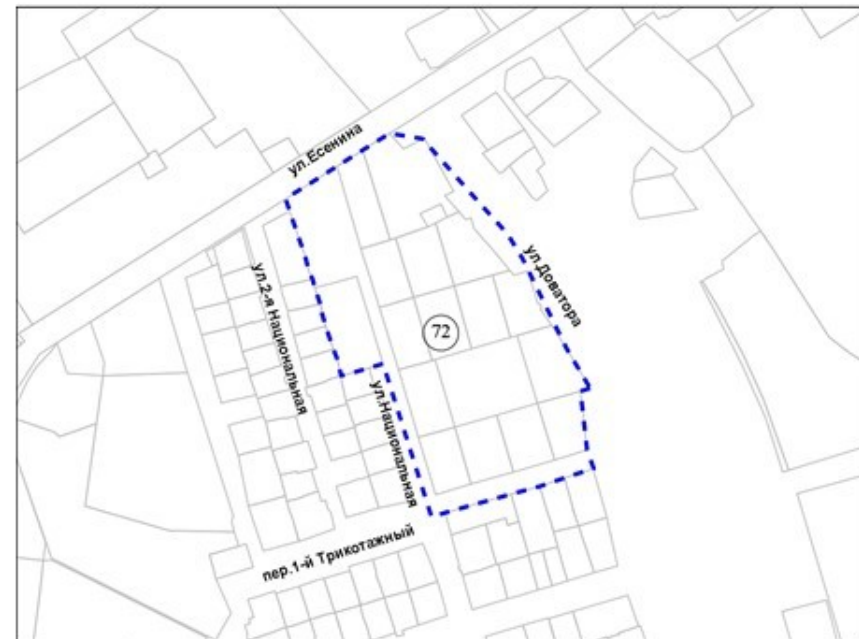 ул.Есенина
ул.Доватора
ул.2-я Национальная
72
ул.Национальная
пер.1-й Трикотажный